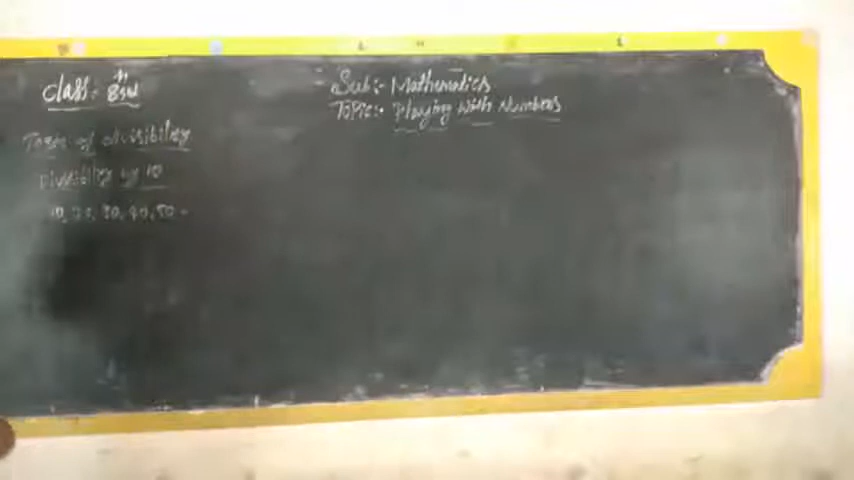 Class:- 8th
Sub:- Mathematics
Topic:- Playing With Numbers
Tests of divisibility
Divisibility by 10
10, 20, 30, 40, 50 -